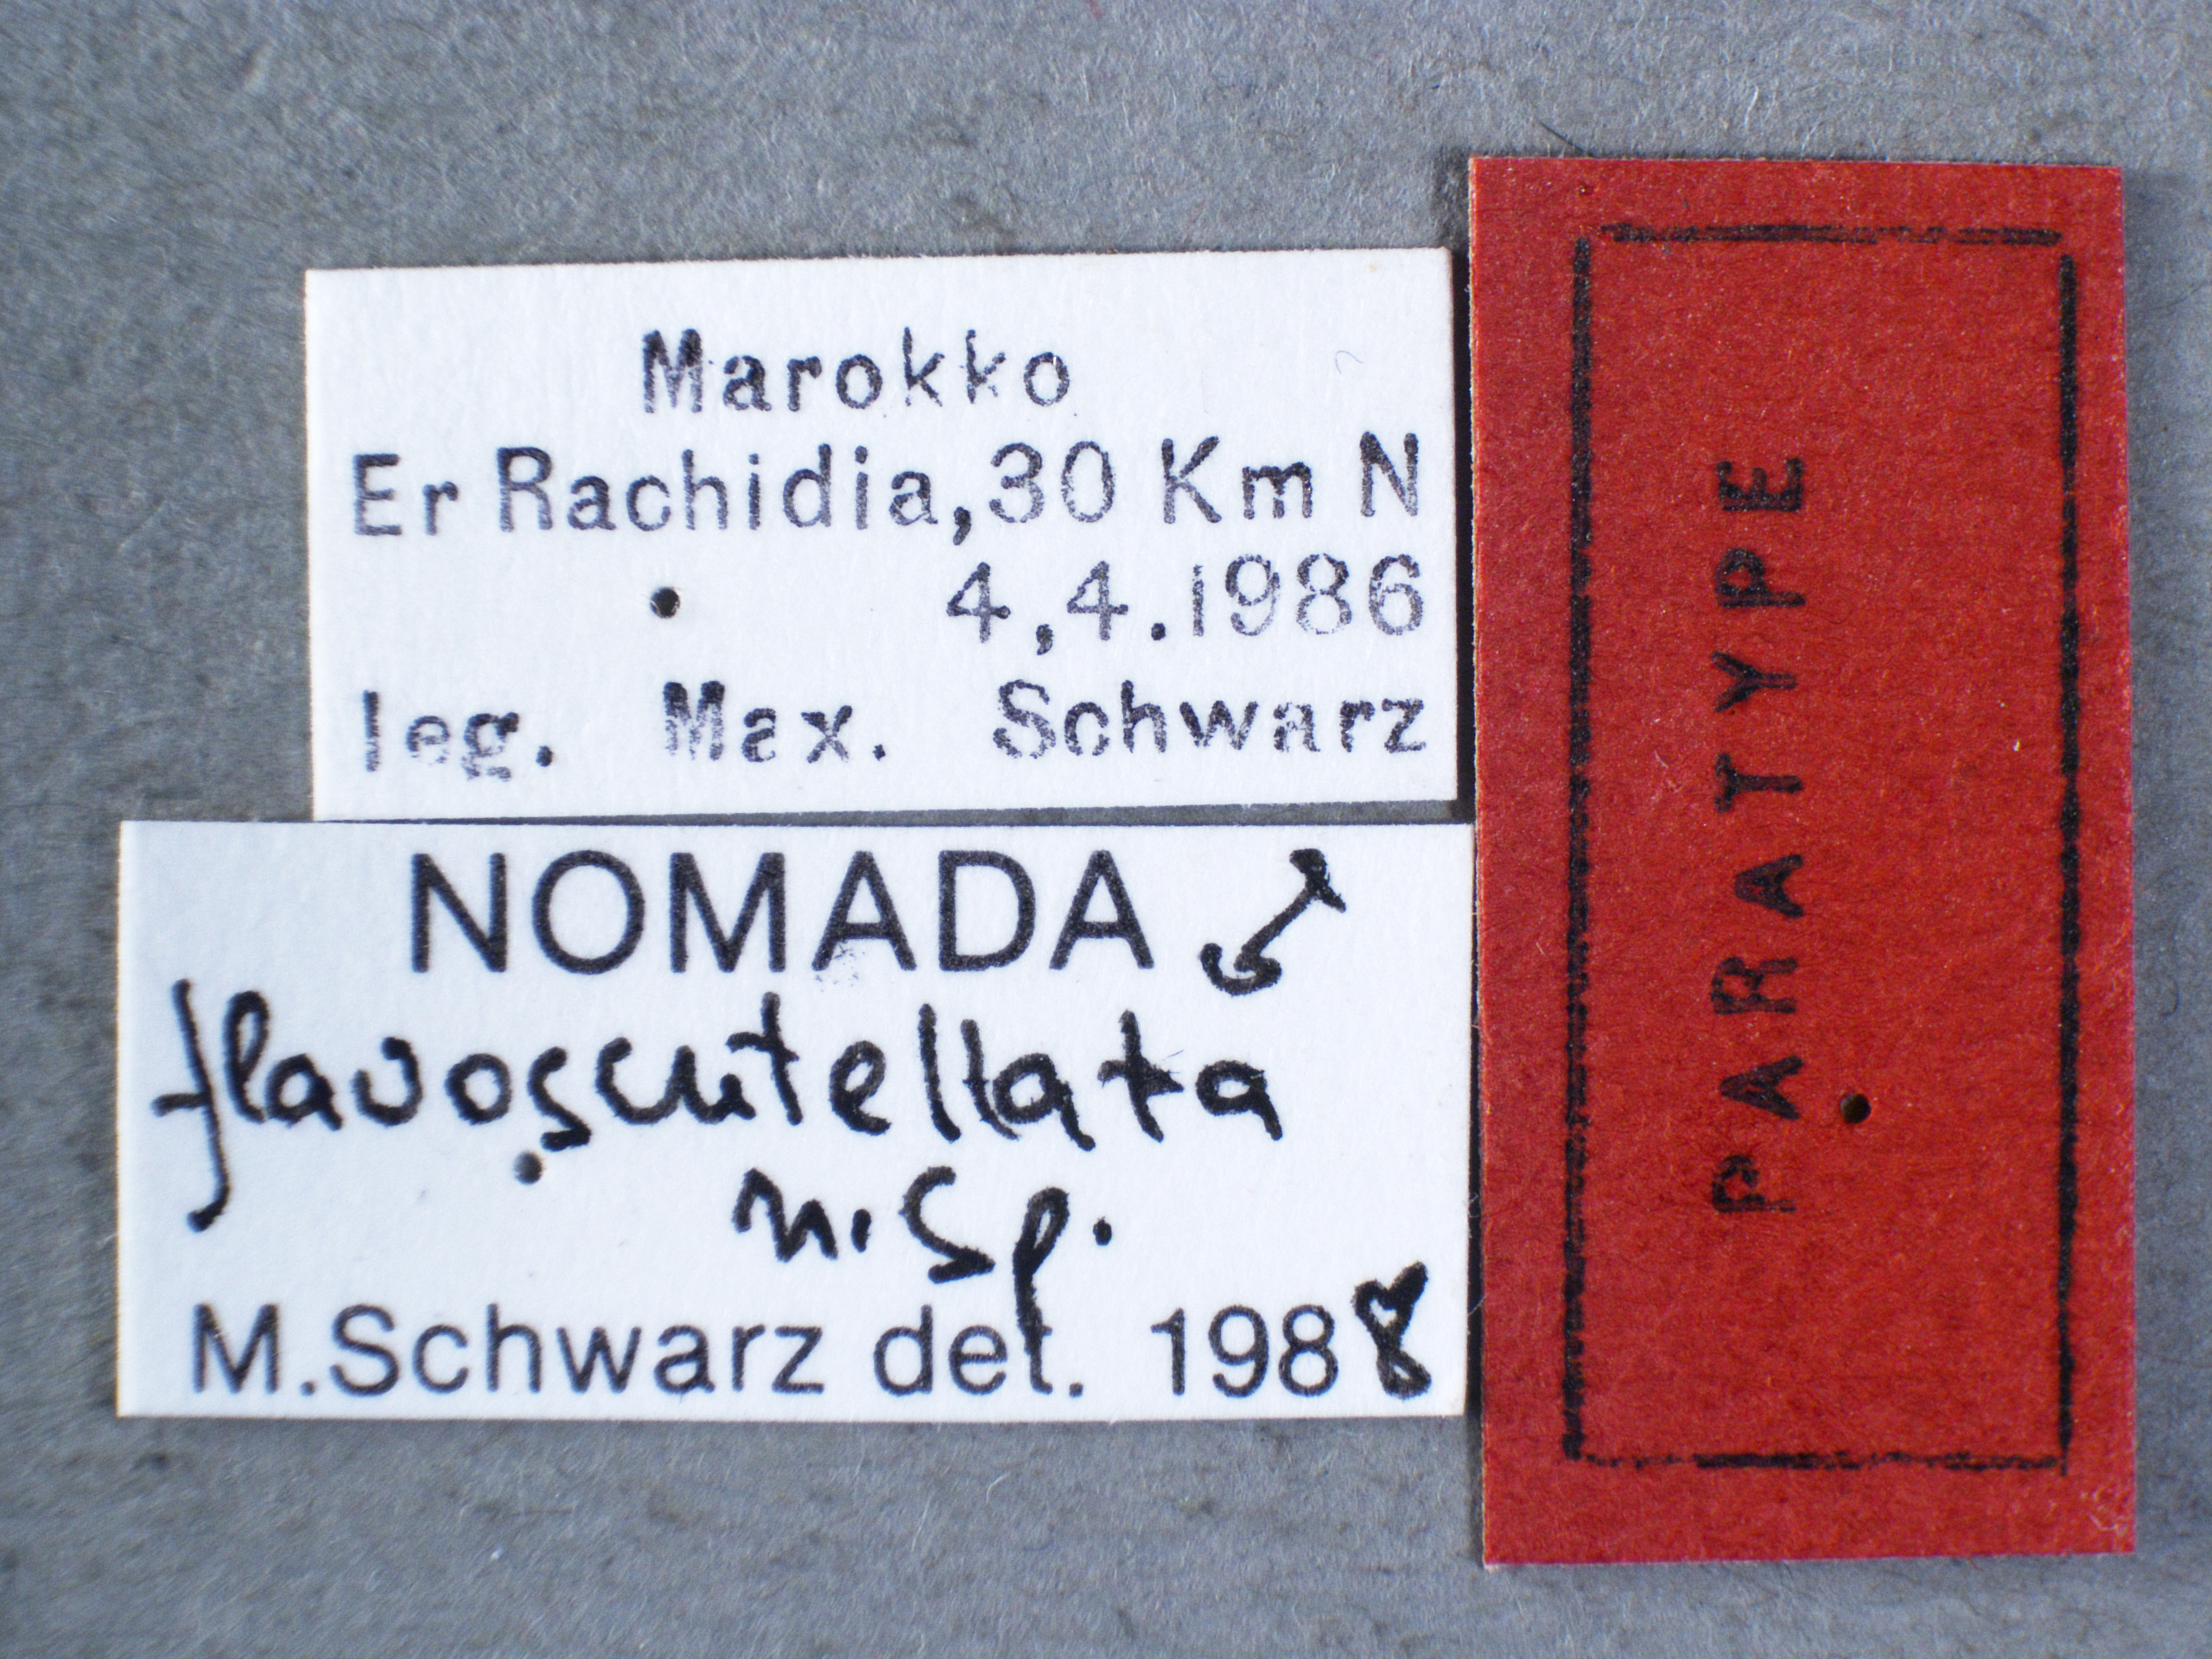 Marokko
Er Rachidia, 30 Km N
4,4.1986
leg. Max. Schwarz
NOMADA ♂
flavoscutellata
n.sp.
M.Schwarz det. 1988
PARATYPE